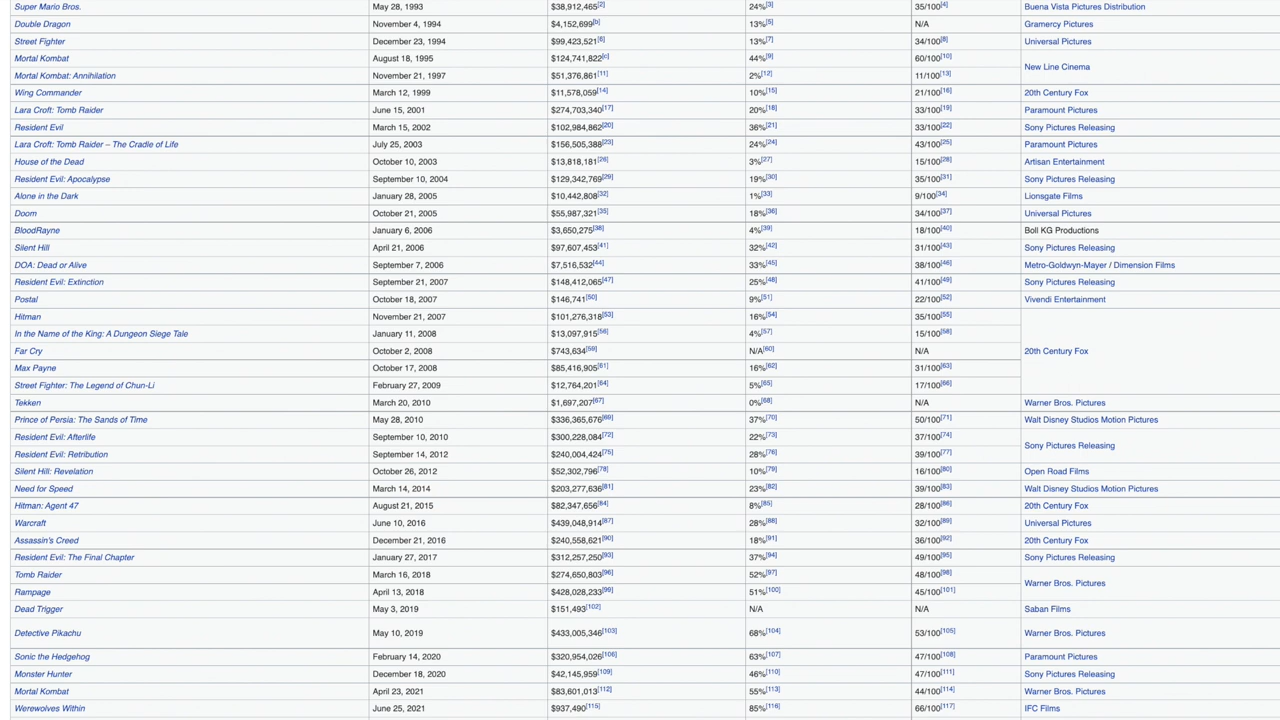 Super Mario Bros. May 28, 1993 $38,912,465[2] 24%[3] 35/100[4] Buena Vista Pictures Distribution
Double Dragon November 4, 1994 $4,152,699[b] 13%[5] N/A Gramercy Pictures
Street Fighter December 23, 1994 $99,423,521[6] 13%[7] 34/100[8] Universal Pictures
Mortal Kombat August 18, 1995 $124,741,822[c] 44%[9] 60/100[10]
New Line Cinema
Mortal Kombat: Annihilation November 21, 1997 $51,376,861[11] 2%[12] 11/100[13]
Wing Commander March 12, 1999 $11,578,059[14] 10%[15] 21/100[16] 20th Century Fox
Lara Croft: Tomb Raider June 15, 2001 $274,703,340[17] 20%[18] 33/100[19] Paramount Pictures
Resident Evil March 15, 2002 $102,984,862[20] 36%[21] 33/100[22] Sony Pictures Releasing
Lara Croft: Tomb Raider – The Cradle of Life July 25, 2003 $156,505,388[23] 24%[24] 43/100[25] Paramount Pictures
House of the Dead October 10, 2003 $13,818,181[26] 3%[27] 15/100[28] Artisan Entertainment
Resident Evil: Apocalypse September 10, 2004 $129,342,769[29] 19%[30] 35/100[31] Sony Pictures Releasing
Alone in the Dark January 28, 2005 $10,442,808[32] 1%[33] 9/100[34] Lionsgate Films
Doom October 21, 2005 $55,987,321[35] 18%[36] 34/100[37] Universal Pictures
BloodRayne January 6, 2006 $3,650,275[38] 4%[39] 18/100[40] Boll KG Productions
Silent Hill April 21, 2006 $97,607,453[41] 32%[42] 31/100[43] Sony Pictures Releasing
DOA: Dead or Alive September 7, 2006 $7,516,532[44] 33%[45] 38/100[46] Metro-Goldwyn-Mayer / Dimension Films
Resident Evil: Extinction September 21, 2007 $148,412,065[47] 25%[48] 41/100[49] Sony Pictures Releasing
Postal October 18, 2007 $146,741[50] 9%[51] 22/100[52] Vivendi Entertainment
Hitman November 21, 2007 $101,276,318[53] 16%[54] 35/100[55]
In the Name of the King: A Dungeon Siege Tale January 11, 2008 $13,097,915[56] 4%[57] 15/100[58]
Far Cry October 2, 2008 $743,634[59] N/A[60] N/A 20th Century Fox
Max Payne October 17, 2008 $85,416,905[61] 16%[62] 31/100[63]
Street Fighter: The Legend of Chun-Li February 27, 2009 $12,764,201[64] 5%[65] 17/100[66]
Tekken March 20, 2010 $1,697,207[67] 0%[68] N/A Warner Bros. Pictures
Prince of Persia: The Sands of Time May 28, 2010 $336,365,676[69] 37%[70] 50/100[71] Walt Disney Studios Motion Pictures
Resident Evil: Afterlife September 10, 2010 $300,228,084[72] 22%[73] 37/100[74]
Sony Pictures Releasing
Resident Evil: Retribution September 14, 2012 $240,004,424[75] 28%[76] 39/100[77]
Silent Hill: Revelation October 26, 2012 $52,302,796[78] 10%[79] 16/100[80] Open Road Films
Need for Speed March 14, 2014 $203,277,636[81] 23%[82] 39/100[83] Walt Disney Studios Motion Pictures
Hitman: Agent 47 August 21, 2015 $82,347,656[84] 8%[85] 28/100[86] 20th Century Fox
Warcraft June 10, 2016 $439,048,914[87] 28%[88] 32/100[89] Universal Pictures
Assassin's Creed December 21, 2016 $240,558,621[90] 18%[91] 36/100[92] 20th Century Fox
Resident Evil: The Final Chapter January 27, 2017 $312,257,250[93] 37%[94] 49/100[95] Sony Pictures Releasing
Tomb Raider March 16, 2018 $274,650,803[96] 52%[97] 48/100[98]
Warner Bros. Pictures
Rampage April 13, 2018 $428,028,233[99] 51%[100] 45/100[101]
Dead Trigger May 3, 2019 $151,493[102] N/A N/A Saban Films
Detective Pikachu May 10, 2019 $433,005,346[103] 68%[104] 53/100[105] Warner Bros. Pictures
Sonic the Hedgehog February 14, 2020 $320,954,026[106] 63%[107] 47/100[108] Paramount Pictures
Monster Hunter December 18, 2020 $42,145,959[109] 46%[110] 47/100[111] Sony Pictures Releasing
Mortal Kombat April 23, 2021 $83,601,013[112] 55%[113] 44/100[114] Warner Bros. Pictures
Werewolves Within June 25, 2021 $937,490[115] 85%[116] 66/100[117] IFC Films